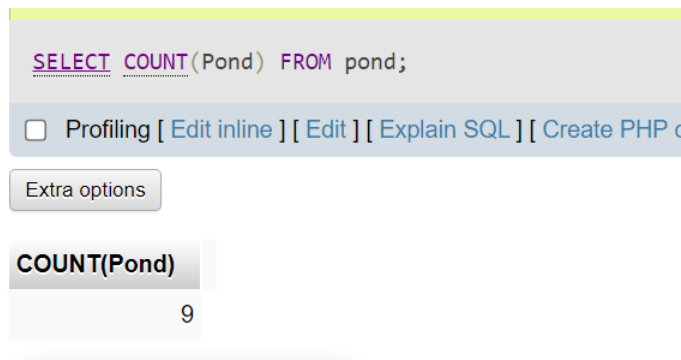 SELECT COUNT(Pond) FROM pond;
Profiling [ Edit inline ] [ Edit ] [ Explain SQL ] [ Create PHP
Extra options
COUNT(Pond)
9